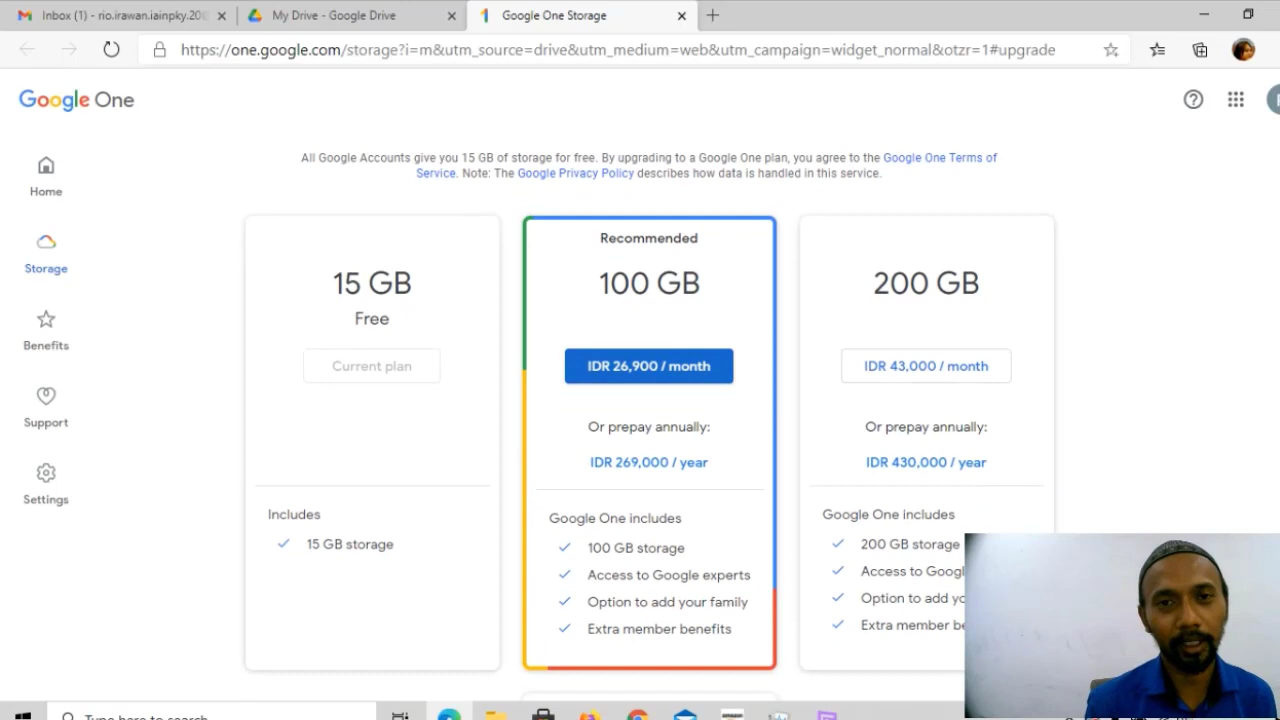 Inbox (1) - rio.irawan.iainpky.20
My Drive - Google Drive
Google One Storage
https://one.google.com/storage?i=m&utm_source=drive&utm_medium=web&utm_campaign=widget_normal&otzr=1#upgrade
Google One
All Google Accounts give you 15 GB of storage for free. By upgrading to a Google One plan, you agree to the Google One Terms of
Service. Note: The Google Privacy Policy describes how data is handled in this service.
Home
Storage
Benefits
Support
Settings
15 GB
Free
Current plan
Includes
15 GB storage
Recommended
100 GB
IDR 26,900 / month
Or prepay annually:
IDR 269,000 / year
Google One includes
100 GB storage
Access to Google experts
Option to add your family
Extra member benefits
200 GB
IDR 43,000 / month
Or prepay annually:
IDR 430,000 / year
Google One includes
200 GB storage
Access to Googl
Option to add yo
Extra member be
Type here to search